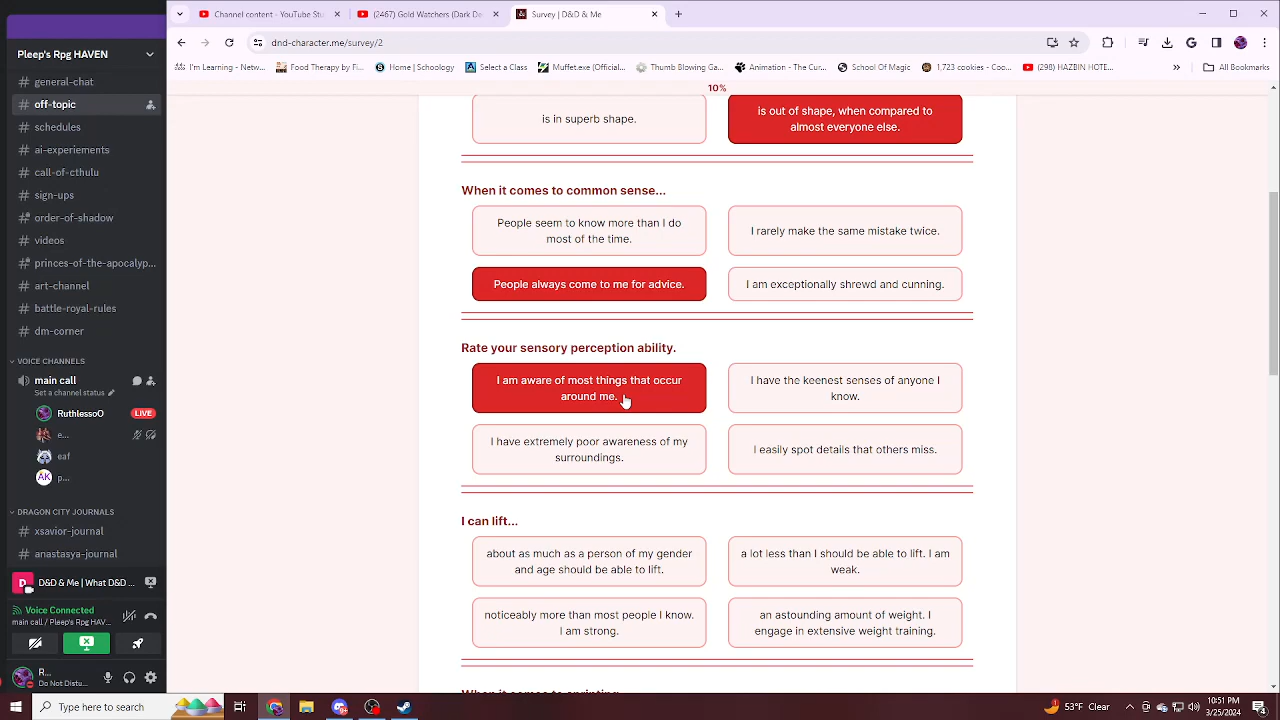 Channel content - YouTube Stu
(2467) Gold Watchers (Dark De
Survey | D&D & Me
dnd-character.me/survey/2
I'm Learning - Netw...
Food Therapy by Fi...
Home | Schoology
Select a Class
Muffet.exe(Official...
Thumb Blowing Ga...
Animation - The Cur...
School Of Magic
1,723 cookies - Coo...
(298) HAZBIN HOTE...
»
All Bookmarks
Pleep's Rpg HAVEN
# general-chat
# off-topic
# schedules
# ai-experiements
# call-of-cthulu
# sign-ups
# order-of-shadow
# videos
# princes-of-the-apocalyp...
# art-channel
# battle-royal-rules
# dm-corner
VOICE CHANNELS
main call
Set a channel status
RuthlessO
LIVE
e...
eaf
AK
p...
DRAGON CITY JOURNALS
# xsavior-journal
# anastasya-journal
D
D&D & Me | What D&D ...
Voice Connected
main call / Pleep's Rpg HAV...
R...
Do Not Distu...
10%
is in superb shape.
is out of shape, when compared to
almost everyone else.
When it comes to common sense...
People seem to know more than I do
most of the time.
I rarely make the same mistake twice.
People always come to me for advice.
I am exceptionally shrewd and cunning.
Rate your sensory perception ability.
I am aware of most things that occur
around me.
I have the keenest senses of anyone I
know.
I have extremely poor awareness of my
surroundings.
I easily spot details that others miss.
I can lift...
about as much as a person of my gender
and age should be able to lift.
a lot less than I should be able to lift. I am
weak.
noticeably more than most people I know.
I am strong.
an astounding amount of weight. I
engage in extensive weight training.
Type here to search
53°F Clear
10:51 PM
3/25/2024